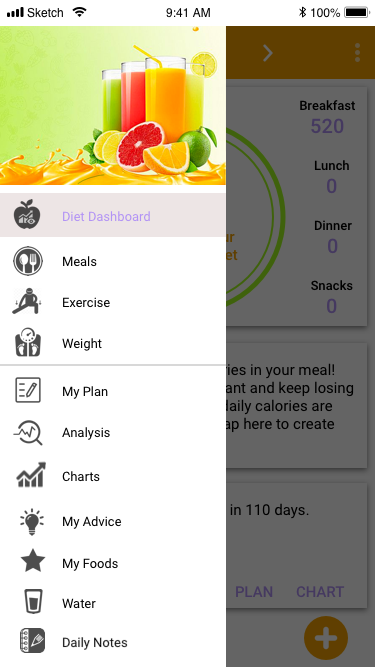 Sketch
9:41 AM
100%
Breakfast
520
Lunch
0
Dinner
0
Snacks
0
Diet Dashboard
Meals
Exercise
Weight
My Plan
Analysis
Charts
My Advice
My Foods
Water
Daily Notes
ur
et
ries in your meal!
ant and keep losing
daily calories are
ap here to create
in 110 days.
PLAN CHART